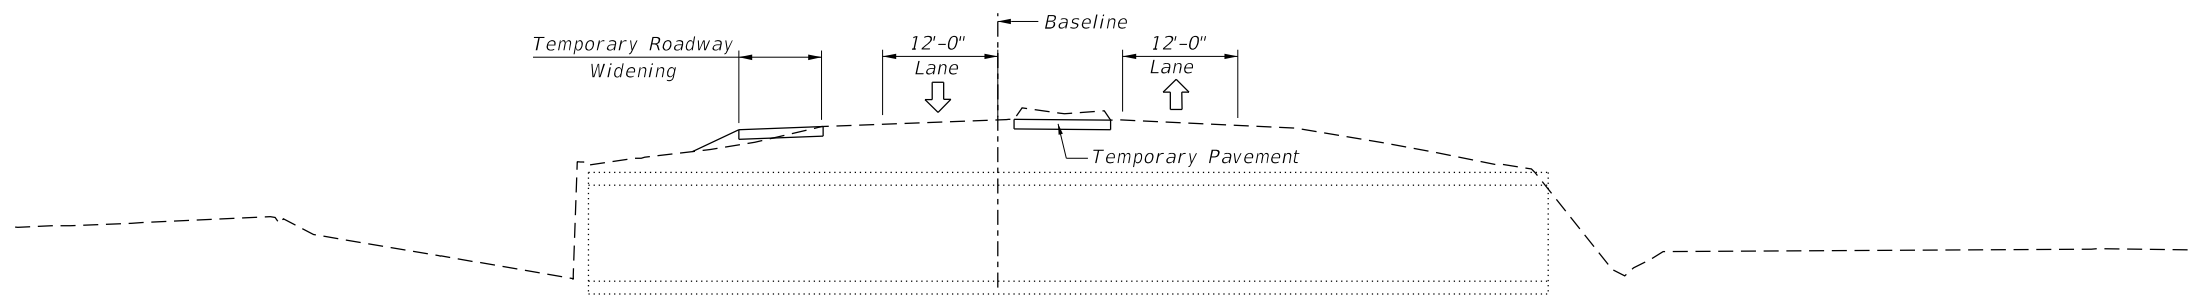 Baseline
Temporary Roadway
Widening
12'-0"
Lane
12'-0"
Lane
Temporary Pavement